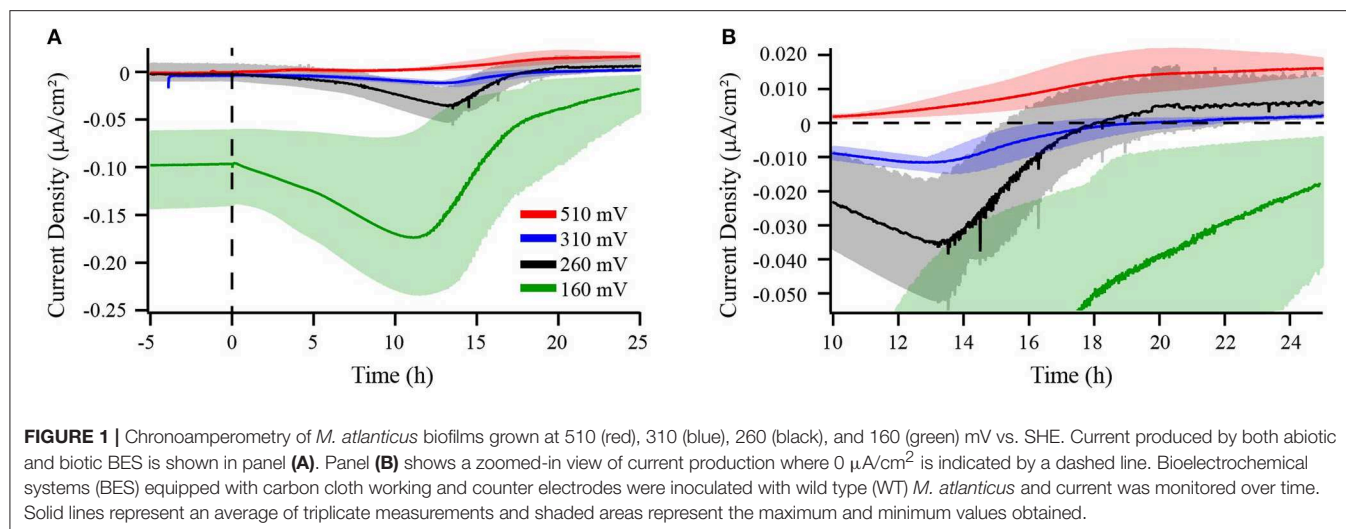 A
B
Current Density (µA/cm²)
0
-0.05
-0.10
-0.15
-0.20
-0.25
-5
0
5
10
15
20
25
Time (h)
510 mV
310 mV
260 mV
160 mV
Current Density (µA/cm²)
0.020
0.010
0
-0.010
-0.020
-0.030
-0.040
-0.050
10
12
14
16
18
20
22
24
Time (h)
FIGURE 1 | Chronoamperometry of M. atlanticus biofilms grown at 510 (red), 310 (blue), 260 (black), and 160 (green) mV vs. SHE. Current produced by both abiotic
and biotic BES is shown in panel (A). Panel (B) shows a zoomed-in view of current production where 0 µA/cm² is indicated by a dashed line. Bioelectrochemical
systems (BES) equipped with carbon cloth working and counter electrodes were inoculated with wild type (WT) M. atlanticus and current was monitored over time.
Solid lines represent an average of triplicate measurements and shaded areas represent the maximum and minimum values obtained.